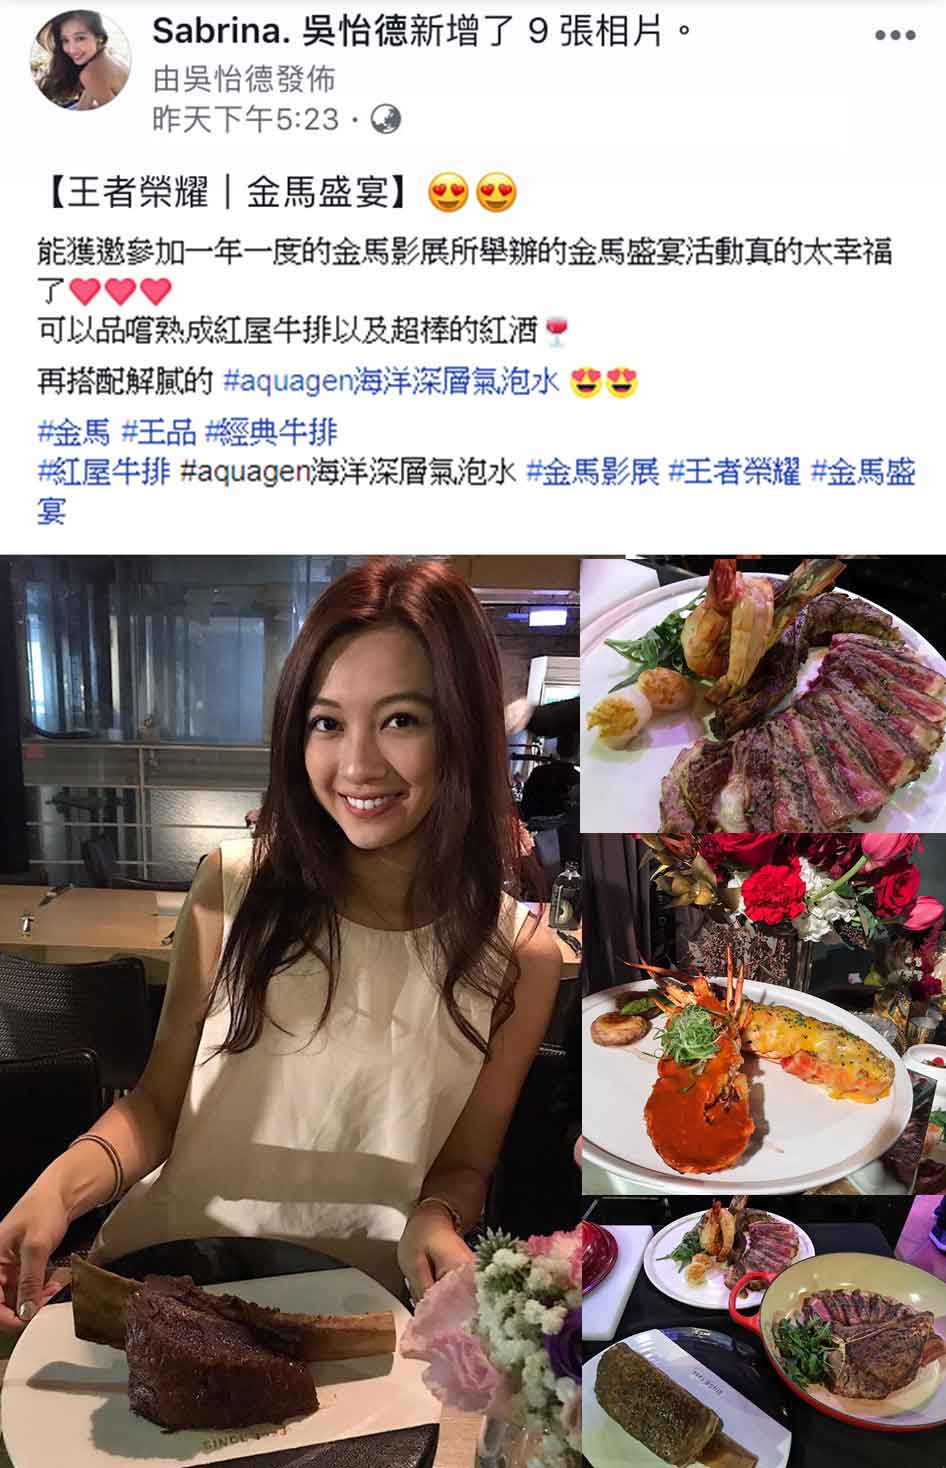 Sabrina. 吳怡德新增了 9 張相片。
由吳怡德發佈
昨天下午5:23 ·
【王者榮耀｜金馬盛宴】😍😍
能獲邀參加一年一度的金馬影展所舉辦的金馬盛宴活動真的太幸福
了❤❤❤
可以品嚐熟成紅屋牛排以及超棒的紅酒🍷
再搭配解膩的 #aquagen海洋深層氣泡水 😍😍
#金馬 #王品 #經典牛排
#紅屋牛排 #aquagen海洋深層氣泡水 #金馬影展 #王者榮耀 #金馬盛
宴
SINCE